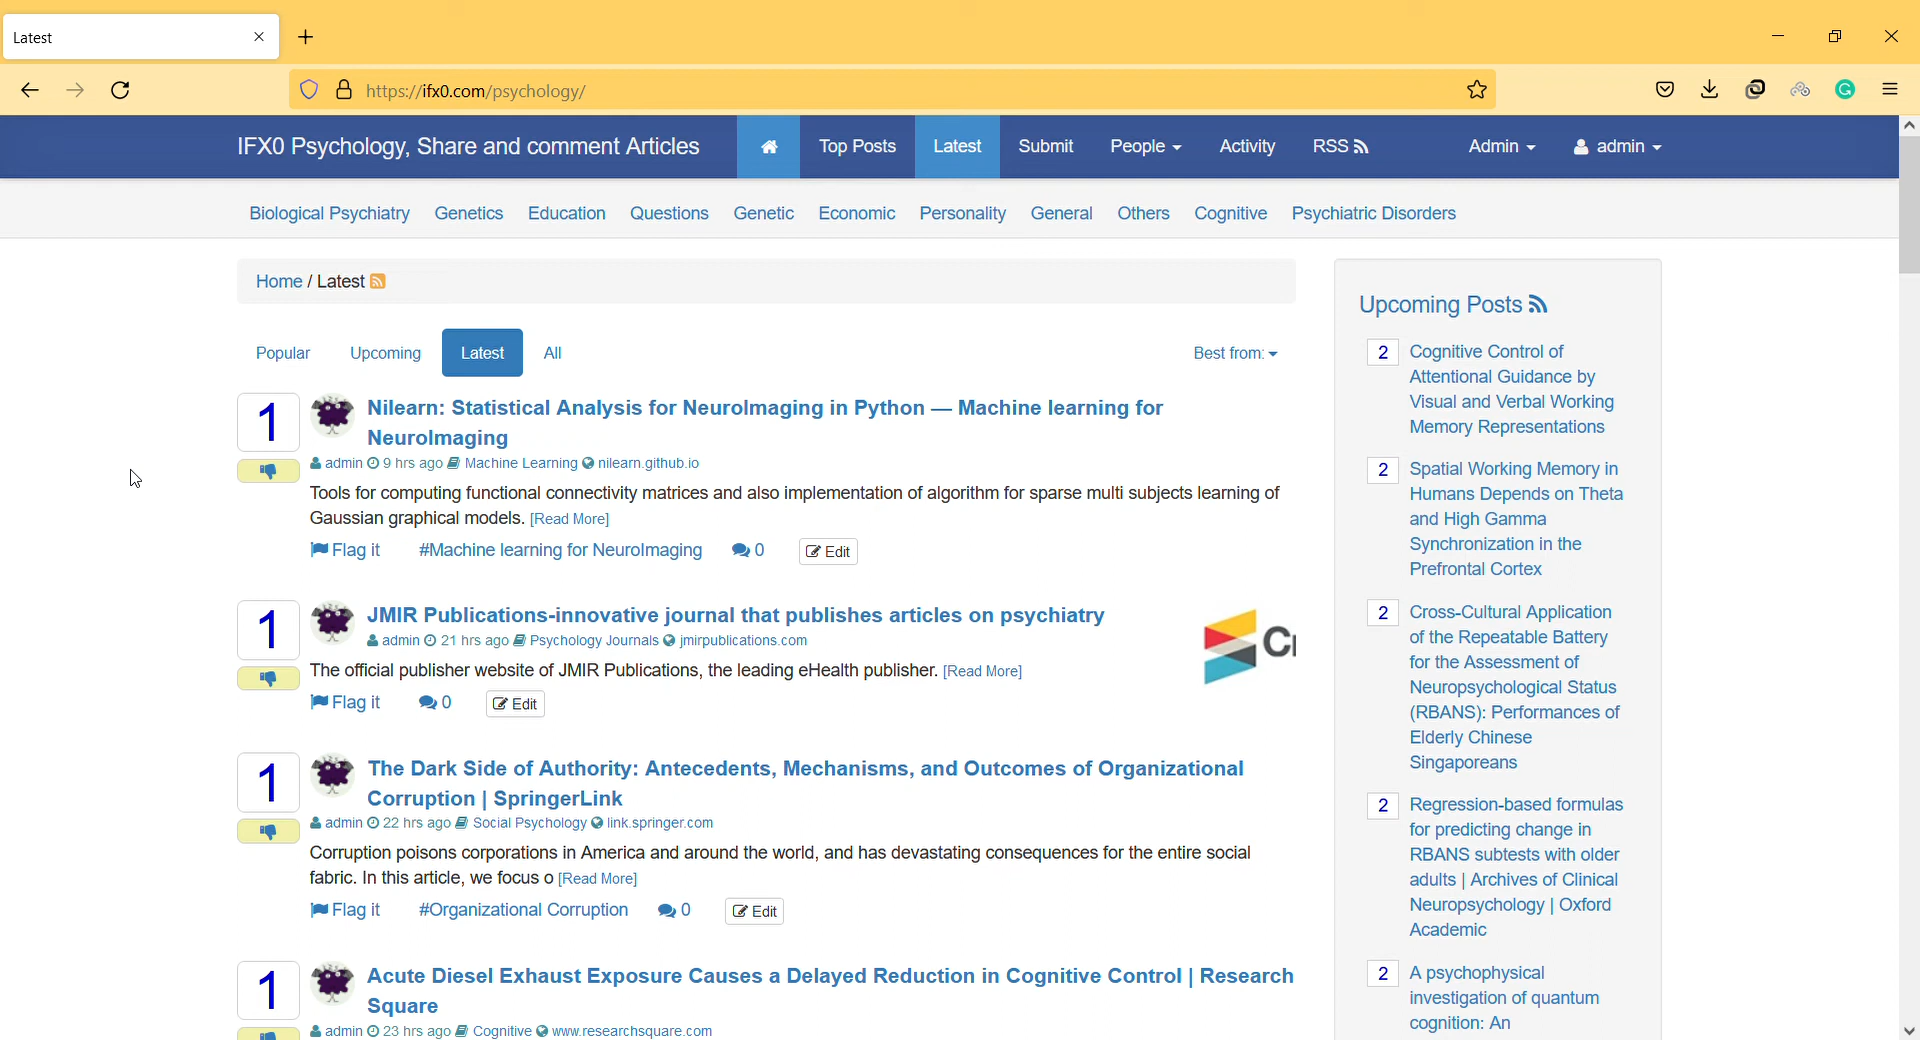 Latest
https://ifx0.com/psychology/
IFX0 Psychology, Share and comment Articles
Top Posts
Latest
Submit
People
Activity
RSS
Admin
admin
Biological Psychiatry
Genetics
Education
Questions
Genetic
Economic
Personality
General
Others
Cognitive
Psychiatric Disorders
Home / Latest
Popular
Upcoming
Latest
All
Best from:
1
Nilearn: Statistical Analysis for NeuroImaging in Python — Machine learning for
NeuroImaging
admin 9 hrs ago Machine Learning nilearn.github.io
Tools for computing functional connectivity matrices and also implementation of algorithm for sparse multi subjects learning of
Gaussian graphical models. [Read More]
Flag it #Machine learning for NeuroImaging 0 Edit
1
JMIR Publications-innovative journal that publishes articles on psychiatry
admin 21 hrs ago Psychology Journals jmirpublications.com
The official publisher website of JMIR Publications, the leading eHealth publisher. [Read More]
Flag it 0 Edit
1
The Dark Side of Authority: Antecedents, Mechanisms, and Outcomes of Organizational
Corruption | SpringerLink
admin 22 hrs ago Social Psychology link.springer.com
Corruption poisons corporations in America and around the world, and has devastating consequences for the entire social
fabric. In this article, we focus o [Read More]
Flag it #Organizational Corruption 0 Edit
1
Acute Diesel Exhaust Exposure Causes a Delayed Reduction in Cognitive Control | Research
Square
admin 23 hrs ago Cognitive www.researchsquare.com
Upcoming Posts
2
Cognitive Control of
Attentional Guidance by
Visual and Verbal Working
Memory Representations
2
Spatial Working Memory in
Humans Depends on Theta
and High Gamma
Synchronization in the
Prefrontal Cortex
2
Cross-Cultural Application
of the Repeatable Battery
for the Assessment of
Neuropsychological Status
(RBANS): Performances of
Elderly Chinese
Singaporeans
2
Regression-based formulas
for predicting change in
RBANS subtests with older
adults | Archives of Clinical
Neuropsychology | Oxford
Academic
2
A psychophysical
investigation of quantum
cognition: An